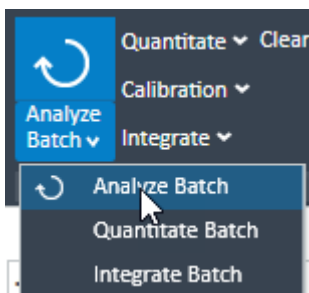 Quantitate Clear
Calibration
Analyze
Batch
Integrate
Analyze Batch
Quantitate Batch
Integrate Batch